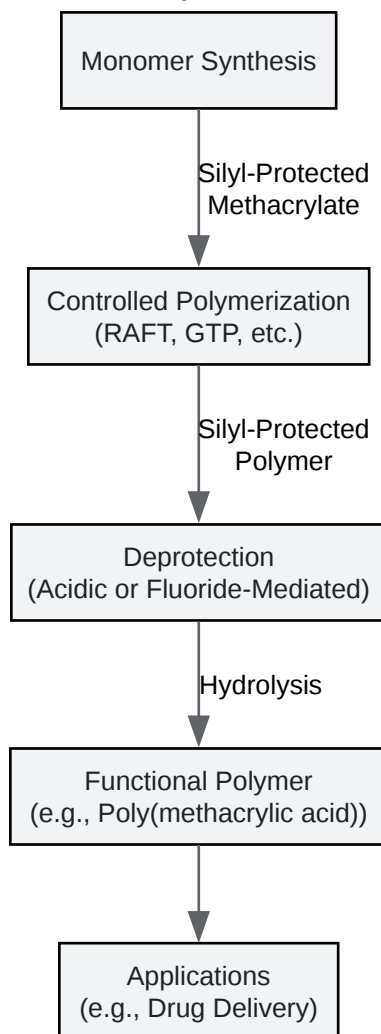 Monomer Synthesis
Silyl-Protected
Methacrylate
Controlled Polymerization
(RAFT, GTP, etc.)
Silyl-Protected
Polymer
Deprotection
(Acidic or Fluoride-Mediated)
Hydrolysis
Functional Polymer
(e.g., Poly(methacrylic acid))
Applications
(e.g., Drug Delivery)